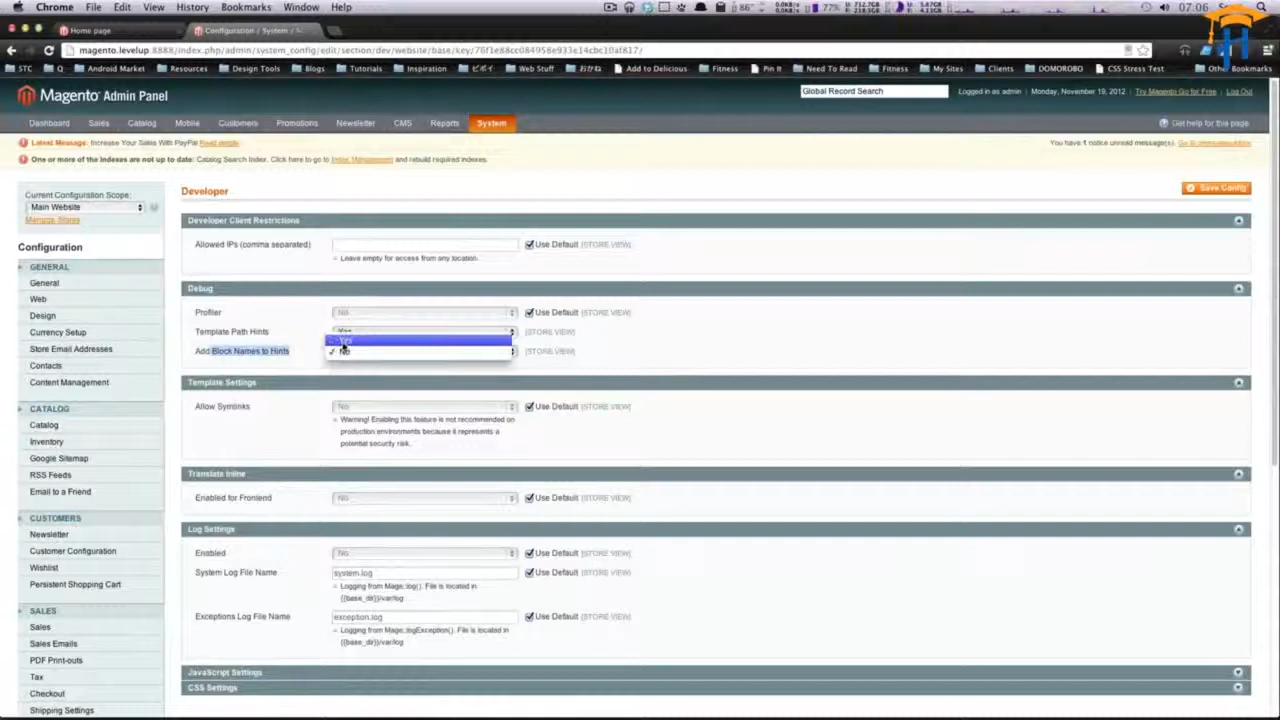 Chrome File Edit View History Bookmarks Window Help 86° 77% 07:06
Home page Configuration / System /
magento.levelup:8888/index.php/admin/system_config/edit/section/dev/website/base/key/
STC Q Android Market Resources Design Tools Blogs Tutorials Inspiration Web Stuff おかね Add to Delicious Fitness Pin It Need To Read Fitness My Sites Clients DOMOROBO CSS Stress Test Other Bookmarks
Magento Admin Panel
Global Record Search
Logged in as admin | Monday, November 19, 2012 | Try Magento Go for Free | Log Out
Dashboard Sales Catalog Mobile Customers Promotions Newsletter CMS Reports System
Get help for this page
Latest Message: Increase Your Sales With PayPal Read details
You have 1 notice unread message(s). Go to
One or more of the Indexes are not up to date: Catalog Search Index. Click here to go to Index Management and rebuild required indexes.
Current Configuration Scope:
Main Website
Manage Stores
Configuration
GENERAL
General
Web
Design
Currency Setup
Store Email Addresses
Contacts
Content Management
CATALOG
Catalog
Inventory
Google Sitemap
RSS Feeds
Email to a Friend
CUSTOMERS
Newsletter
Customer Configuration
Wishlist
Persistent Shopping Cart
SALES
Sales
Sales Emails
PDF Print-outs
Tax
Checkout
Shipping Settings
Developer
Save Config
Developer Client Restrictions
Allowed IPs (comma separated) Use Default [STORE VIEW]
Leave empty for access from any location.
Debug
Profiler No Use Default [STORE VIEW]
Template Path Hints Yes [STORE VIEW]
Yes
Add Block Names to Hints No [STORE VIEW]
Template Settings
Allow Symlinks No Use Default [STORE VIEW]
Warning! Enabling this feature is not recommended on
production environments because it represents a
potential security risk.
Translate Inline
Enabled for Frontend No Use Default [STORE VIEW]
Log Settings
Enabled No Use Default [STORE VIEW]
System Log File Name system.log Use Default [STORE VIEW]
Logging from Mage::log(). File is located in
{{base_dir}}/var/log
Exceptions Log File Name exception.log Use Default [STORE VIEW]
Logging from Mage::logException(). File is located in
{{base_dir}}/var/log
JavaScript Settings
CSS Settings